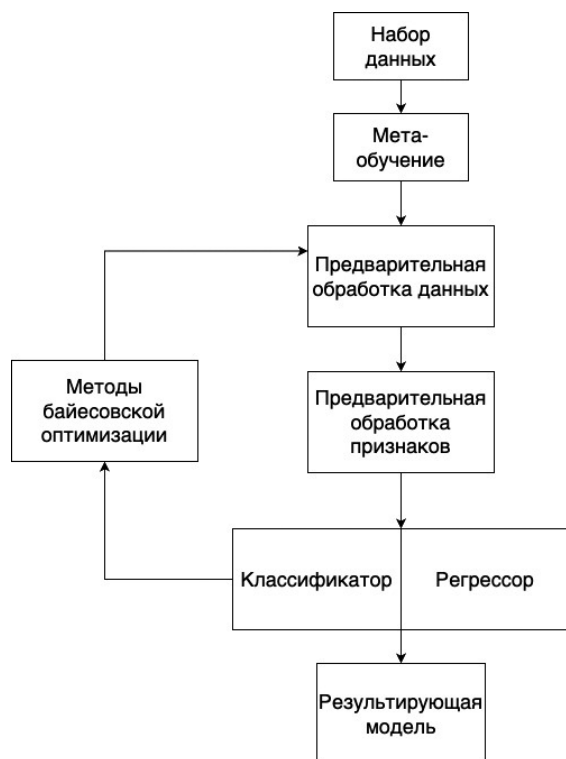 Набор
данных
Мета-
обучение
Предварительная
обработка данных
Методы
байесовской
оптимизации
Предварительная
обработка
признаков
Классификатор
Регрессор
Результирующая
модель